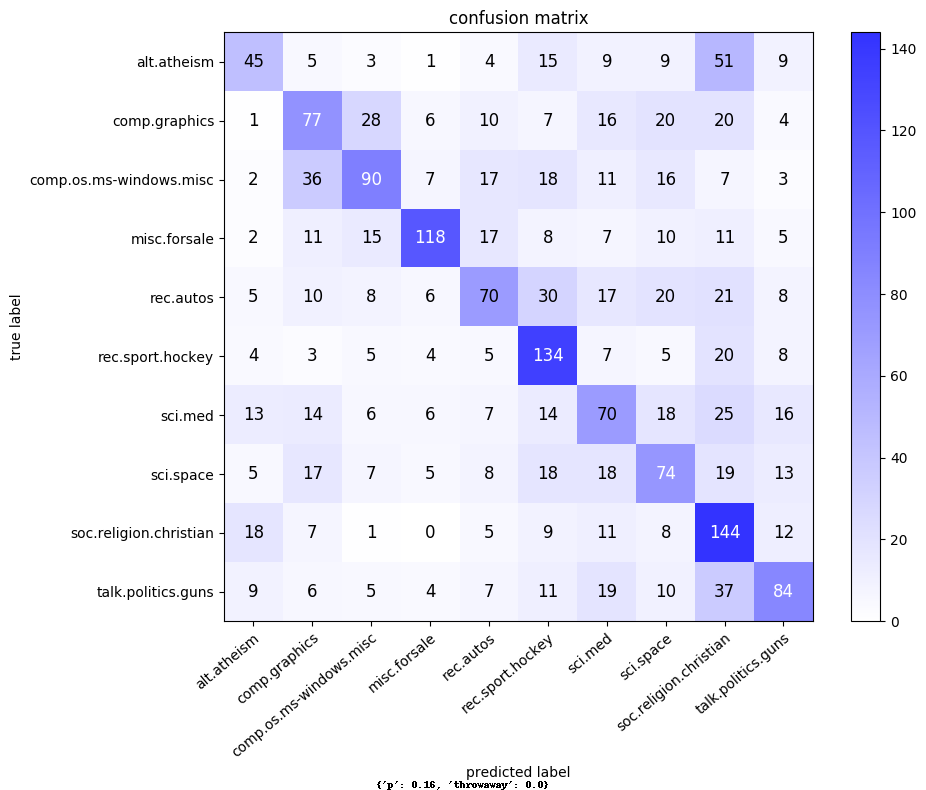 confusion matrix
alt.atheism 45 5 3 1 4 15 9 9 51 9
comp.graphics 1 77 28 6 10 7 16 20 20 4
comp.os.ms-windows.misc 2 36 90 7 17 18 11 16 7 3
misc.forsale 2 11 15 118 17 8 7 10 11 5
rec.autos 5 10 8 6 70 30 17 20 21 8
rec.sport.hockey 4 3 5 4 5 134 7 5 20 8
sci.med 13 14 6 6 7 14 70 18 25 16
sci.space 5 17 7 5 8 18 18 74 19 13
soc.religion.christian 18 7 1 0 5 9 11 8 144 12
talk.politics.guns 9 6 5 4 7 11 19 10 37 84
true label
alt.atheism
comp.graphics
comp.os.ms-windows.misc
misc.forsale
rec.autos
rec.sport.hockey
sci.med
sci.space
soc.religion.christian
talk.politics.guns
predicted label
{'p': 0.16, 'throwaway': 0.0}
140
120
100
80
60
40
20
0